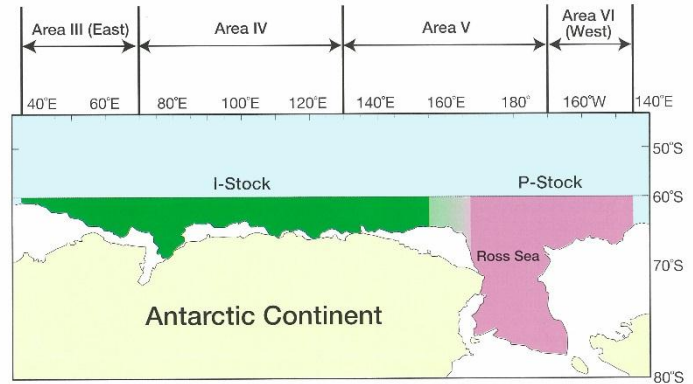 Area III (East)
Area IV
Area V
Area VI
(West)
40°E
60°E
80°E
100°E
120°E
140°E
160°E
180°
160°W
140°E
50°S
I-Stock
P-Stock
60°S
Ross Sea
70°S
Antarctic Continent
80°S